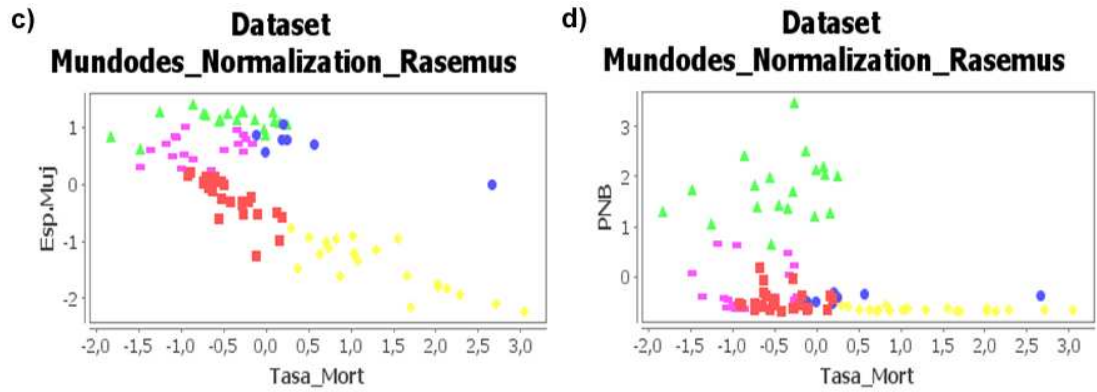 c)
Dataset
Mundodes_Normalization_Rasemus
Esp.Muj
1
0
-1
-2
-2,0 -1,5 -1,0 -0,5 0,0 0,5 1,0 1,5 2,0 2,5 3,0
Tasa_Mort
d)
Dataset
Mundodes_Normalization_Rasemus
PNB
3
2
1
0
-2,0 -1,5 -1,0 -0,5 0,0 0,5 1,0 1,5 2,0 2,5 3,0
Tasa_Mort